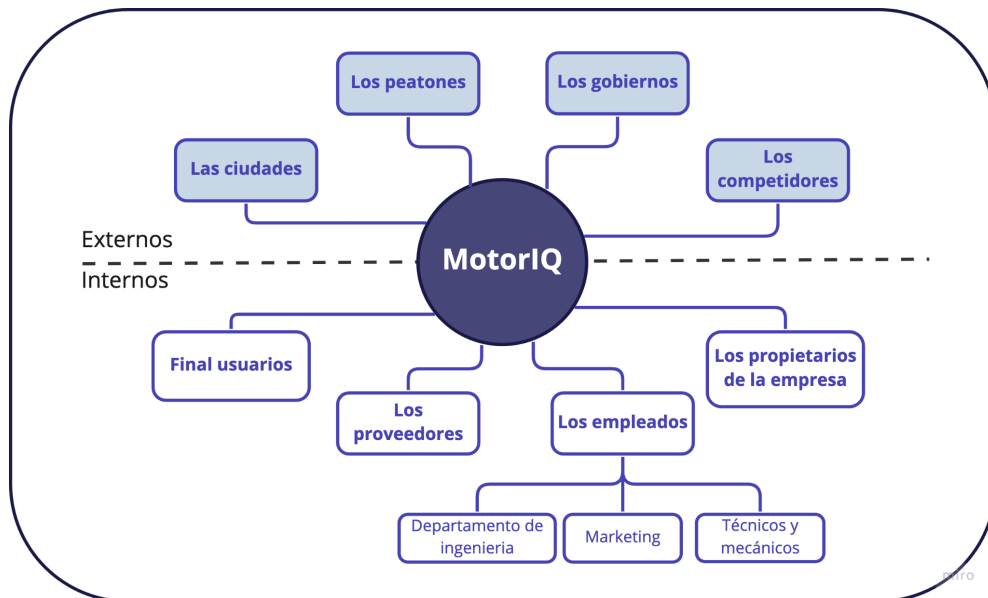 Los peatones
Los gobiernos
Las ciudades
Los
competidores
Externos
MotorIQ
Internos
Final usuarios
Los propietarios
de la empresa
Los
proveedores
Los empleados
Departamento de
ingenieria
Marketing
Técnicos y
mecánicos
miro